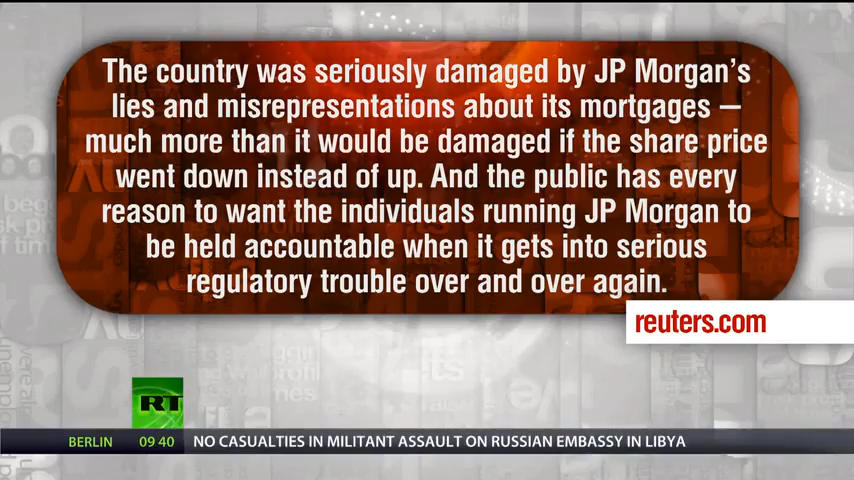 The country was seriously damaged by JP Morgan's
lies and misrepresentations about its mortgages —
much more than it would be damaged if the share price
went down instead of up. And the public has every
reason to want the individuals running JP Morgan to
be held accountable when it gets into serious
regulatory trouble over and over again.
reuters.com
RT
BERLIN 09 40 NO CASUALTIES IN MILITANT ASSAULT ON RUSSIAN EMBASSY IN LIBYA